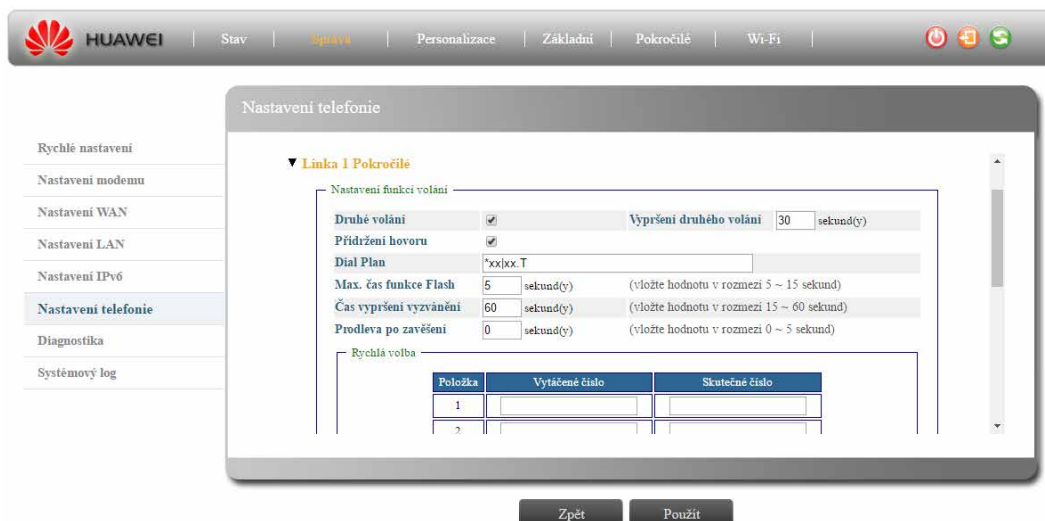 HUAWEI | Stav | Správa | Personalizace | Základní | Pokročilé | Wi-Fi |
Nastavení telefonie
Rychlé nastavení
Nastavení modemu
Nastavení WAN
Nastavení LAN
Nastavení IPv6
Nastavení telefonie
Diagnostika
Systémový log
▼ Linka 1 Pokročilé
Nastavení funkcí volání
Druhé volání Vypršení druhého volání 30 sekund(y)
Přidržení hovoru
Dial Plan *xx|xx.T
Max. čas funkce Flash 5 sekund(y) (vložte hodnotu v rozmezí 5 ~ 15 sekund)
Čas vypršení vyzvánění 60 sekund(y) (vložte hodnotu v rozmezí 15 ~ 60 sekund)
Prodleva po zavěšení 0 sekund(y) (vložte hodnotu v rozmezí 0 ~ 5 sekund)
Rychlá volba
Položka Vytáčené číslo Skutečné číslo
1
2
Zpět Použít